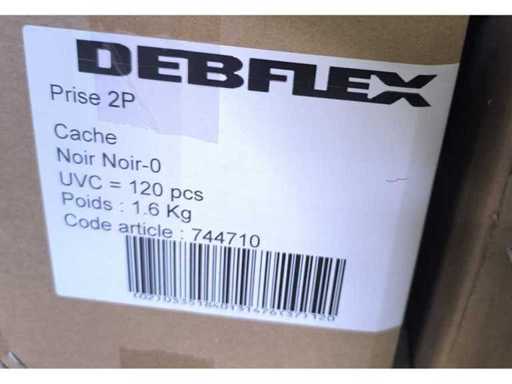 DEBFLEX
Prise 2P
Cache
Noir Noir-0
UVC = 120 pcs
Poids : 1.6 Kg
Code article : 744710